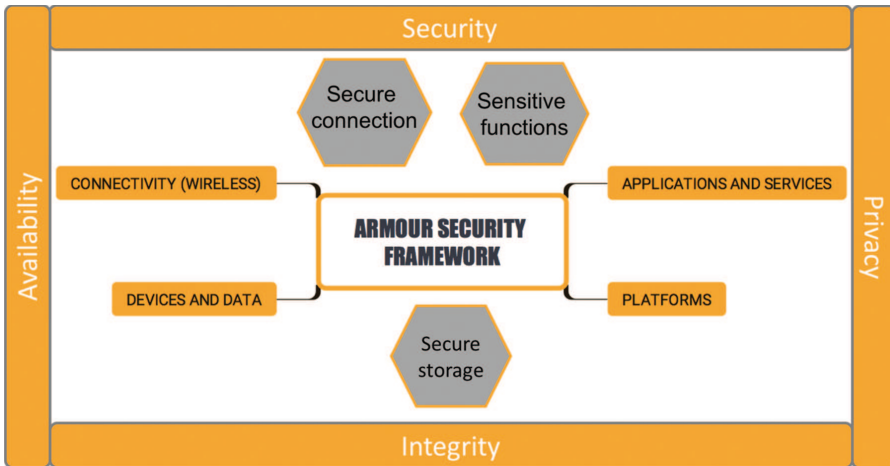 Security
Secure
connection
Sensitive
functions
CONNECTIVITY (WIRELESS)
APPLICATIONS AND SERVICES
ARMOUR SECURITY
FRAMEWORK
Availability
Privacy
DEVICES AND DATA
PLATFORMS
Secure
storage
Integrity